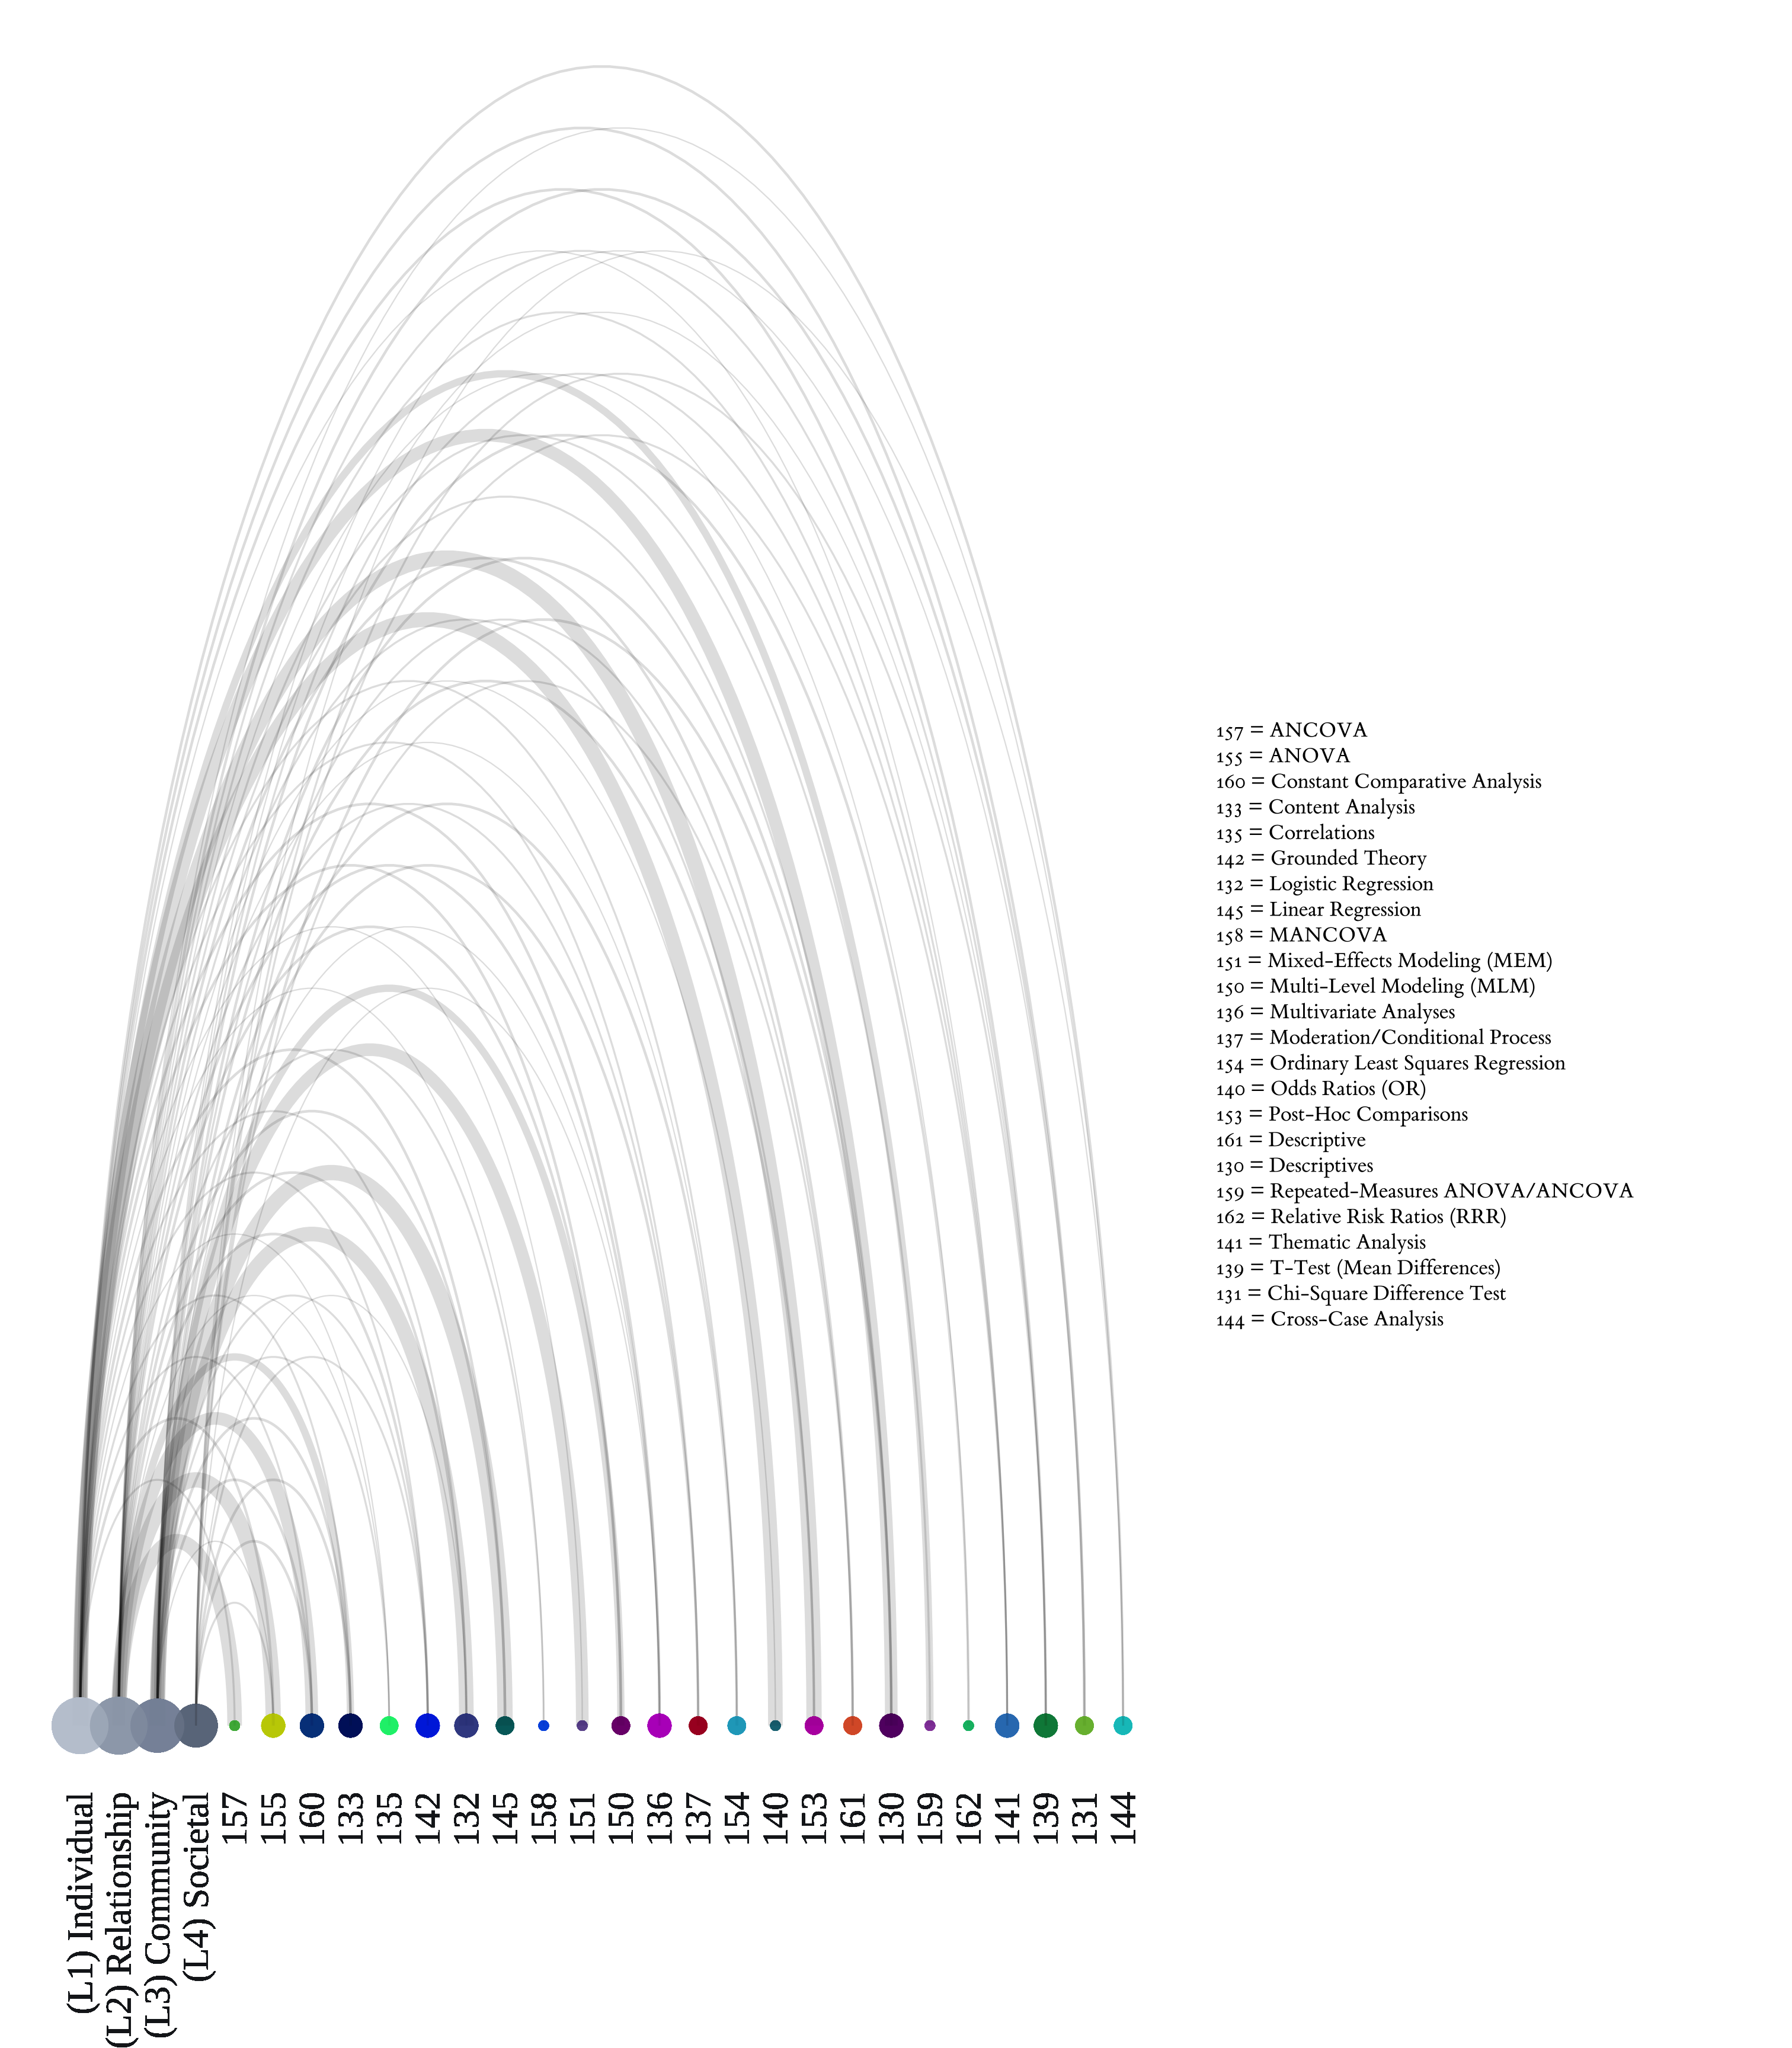 157 = ANCOVA
155 = ANOVA
160 = Constant Comparative Analysis
133 = Content Analysis
135 = Correlations
142 = Grounded Theory
132 = Logistic Regression
145 = Linear Regression
158 = MANCOVA
151 = Mixed-Effects Modeling (MEM)
150 = Multi-Level Modeling (MLM)
136 = Multivariate Analyses
137 = Moderation/Conditional Process
154 = Ordinary Least Squares Regression
140 = Odds Ratios (OR)
153 = Post-Hoc Comparisons
161 = Descriptive
130 = Descriptives
159 = Repeated-Measures ANOVA/ANCOVA
162 = Relative Risk Ratios (RRR)
141 = Thematic Analysis
139 = T-Test (Mean Differences)
131 = Chi-Square Difference Test
144 = Cross-Case Analysis
(L1) Individual
(L2) Relationship
(L3) Community
(L4) Societal
157
155
160
133
135
142
132
145
158
151
150
136
137
154
140
153
161
130
159
162
141
139
131
144